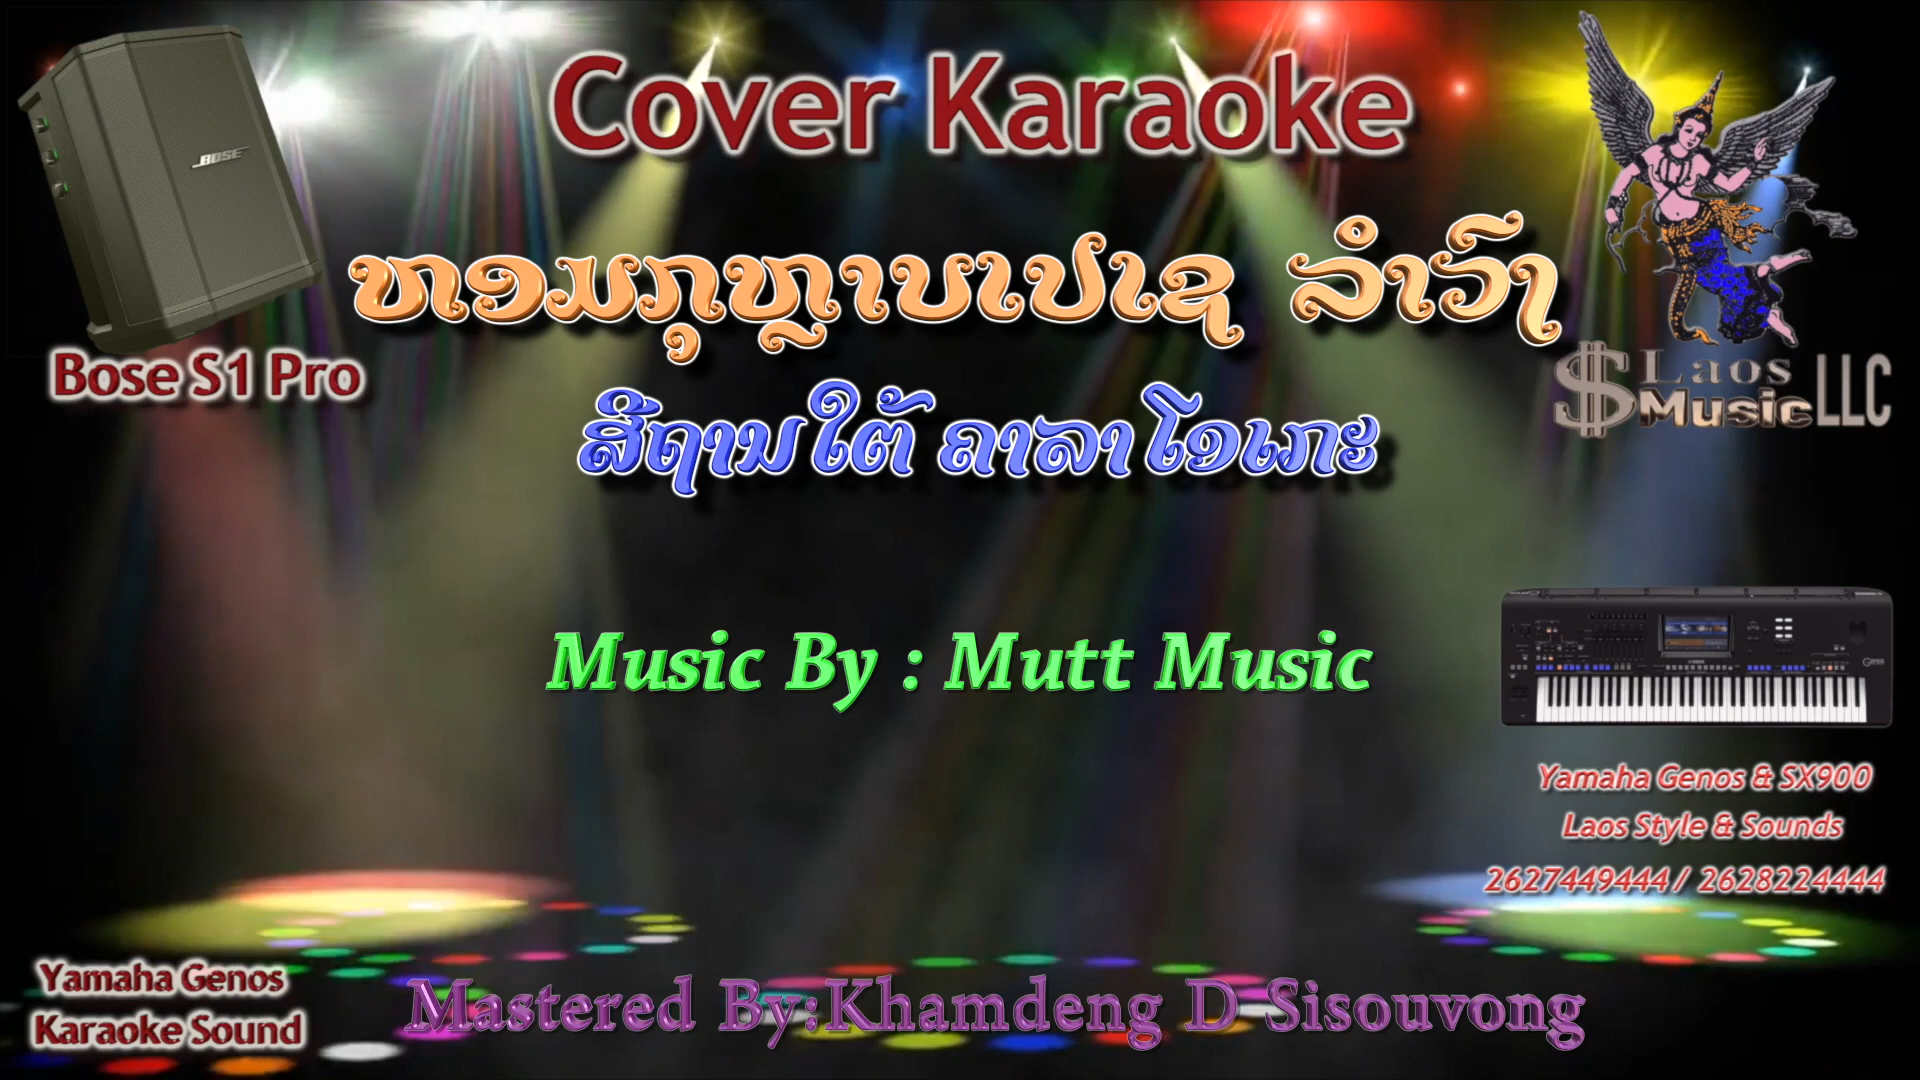 Cover Karaoke
BOSE
ຫອມກຸຫຼາບປາເຊ ລຳວົງ
Bose S1 Pro
$ Laos Music LLC
ສີຖານໃຕ້ ຄາລາໂອເກະ
Music By : Mutt Music
Yamaha Genos & SX900
Laos Style & Sounds
2627449444 / 2628224444
Yamaha Genos
Karaoke Sound
Mastered By:Khamdeng D Sisouvong